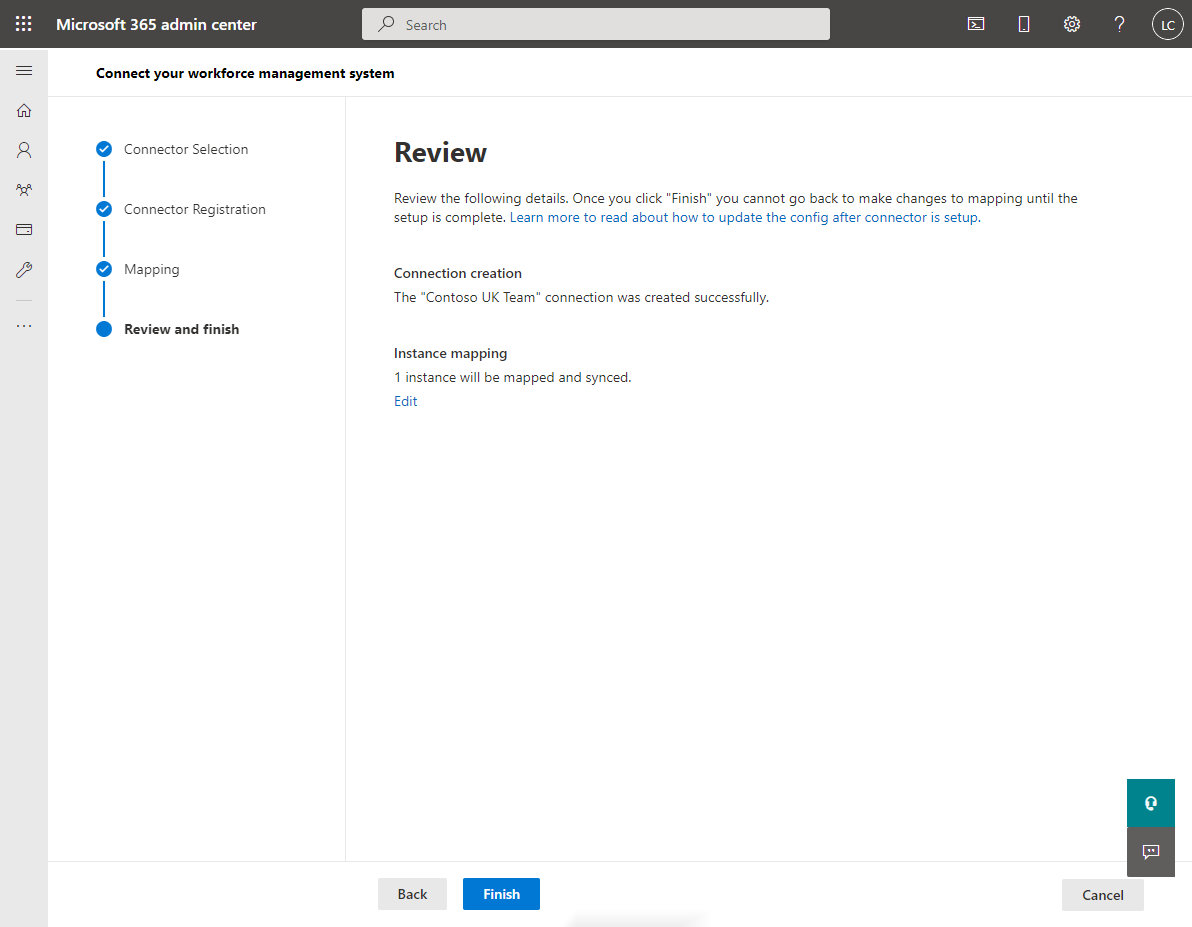 Microsoft 365 admin center
Search
LC
Connect your workforce management system
Connector Selection
Connector Registration
Mapping
Review and finish
Review
Review the following details. Once you click "Finish" you cannot go back to make changes to mapping until the
setup is complete. Learn more to read about how to update the config after connector is setup.
Connection creation
The "Contoso UK Team" connection was created successfully.
Instance mapping
1 instance will be mapped and synced.
Edit
Back
Finish
Cancel